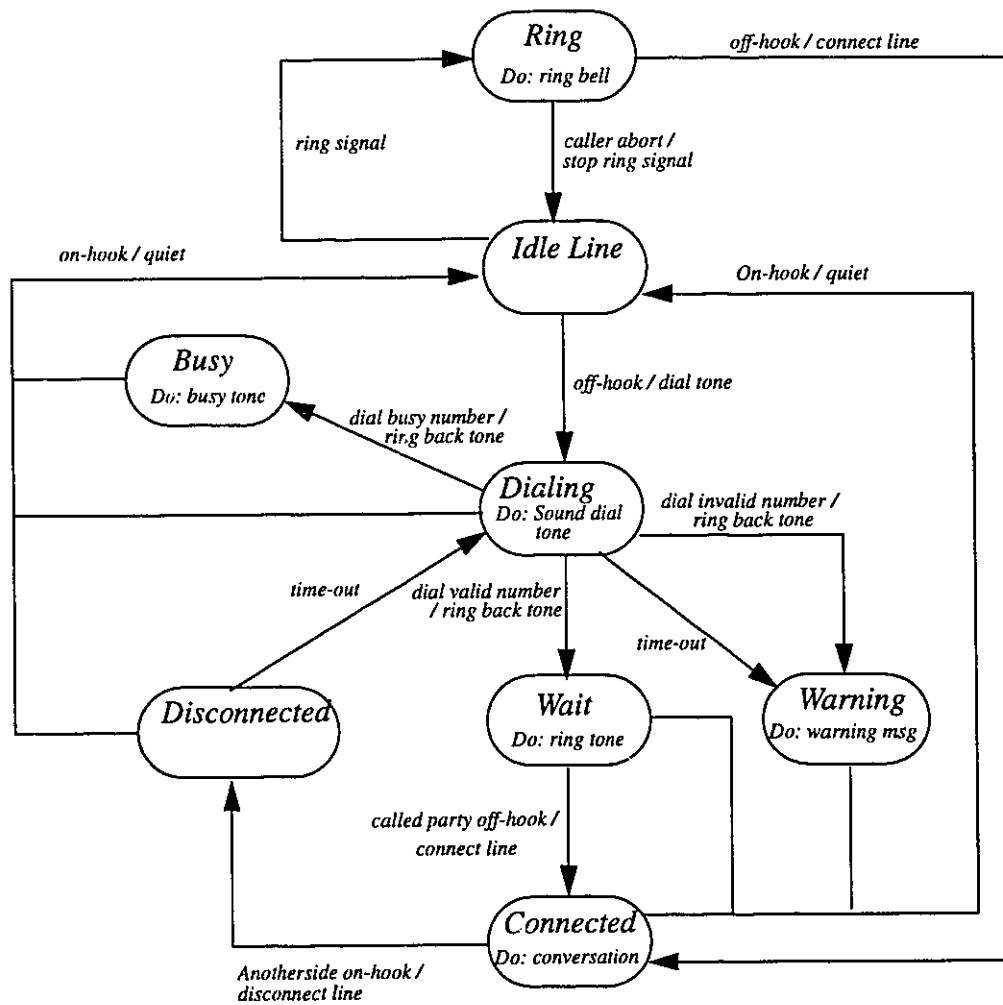 Ring
Do: ring bell
off-hook / connect line
ring signal
caller abort /
stop ring signal
Idle Line
on-hook / quiet
On-hook / quiet
Busy
Do: busy tone
off-hook / dial tone
dial busy number /
ring back tone
Dialing
Do: Sound dial
tone
dial invalid number /
ring back tone
time-out
dial valid number
/ ring back tone
time-out
Disconnected
Wait
Do: ring tone
Warning
Do: warning msg
called party off-hook /
connect line
Connected
Do: conversation
Anotherside on-hook /
disconnect line